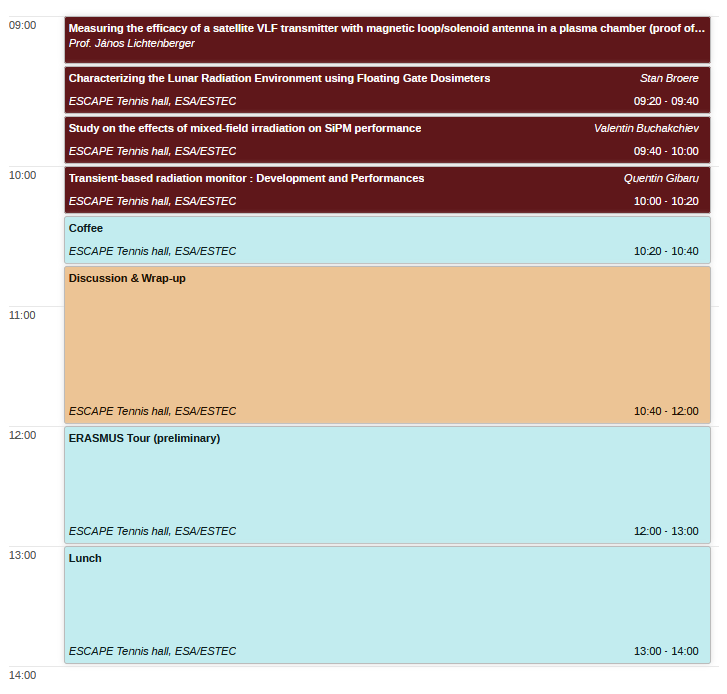 09:00
Measuring the efficacy of a satellite VLF transmitter with magnetic loop/solenoid antenna in a plasma chamber (proof of…
Prof. János Lichtenberger
Characterizing the Lunar Radiation Environment using Floating Gate Dosimeters Stan Broere
ESCAPE Tennis hall, ESA/ESTEC 09:20 - 09:40
Study on the effects of mixed-field irradiation on SiPM performance Valentin Buchakchiev
ESCAPE Tennis hall, ESA/ESTEC 09:40 - 10:00
10:00
Transient-based radiation monitor : Development and Performances Quentin Gibaru
ESCAPE Tennis hall, ESA/ESTEC 10:00 - 10:20
Coffee
ESCAPE Tennis hall, ESA/ESTEC 10:20 - 10:40
Discussion & Wrap-up
11:00
ESCAPE Tennis hall, ESA/ESTEC 10:40 - 12:00
12:00
ERASMUS Tour (preliminary)
ESCAPE Tennis hall, ESA/ESTEC 12:00 - 13:00
13:00
Lunch
ESCAPE Tennis hall, ESA/ESTEC 13:00 - 14:00
14:00